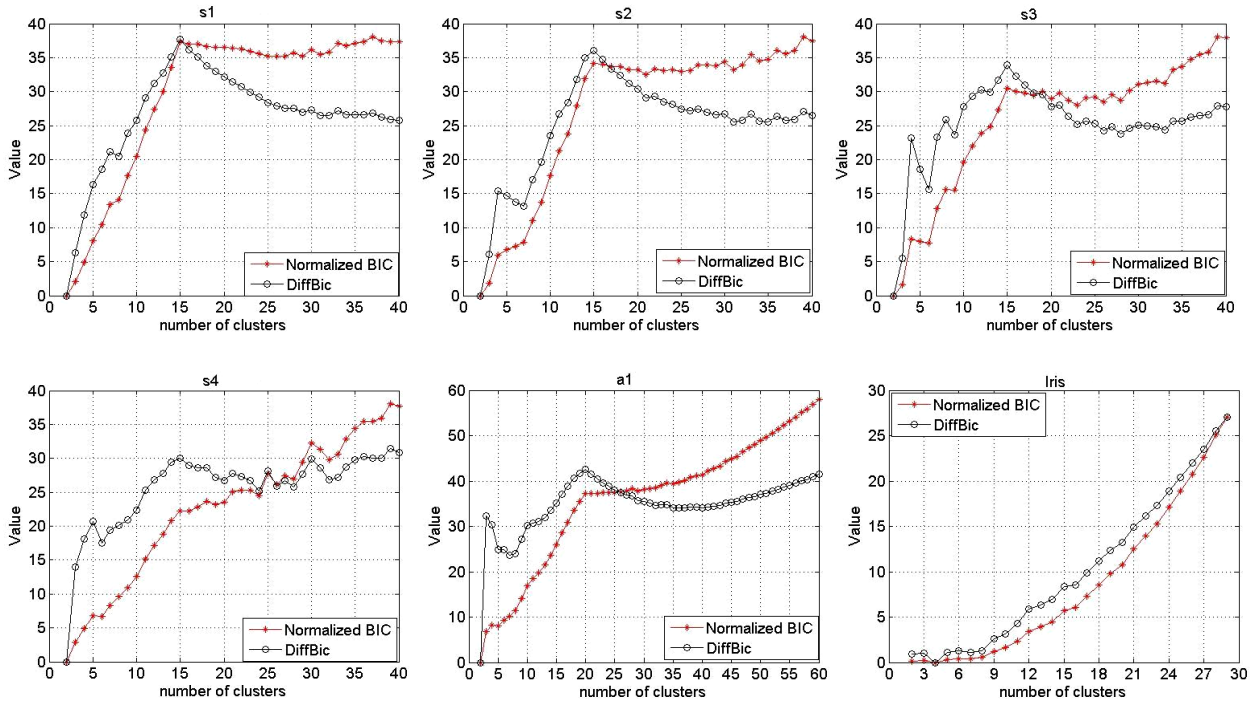 s1
40
35
30
25
20
15
10
5
0
Value
0 5 10 15 20 25 30 35 40
number of clusters
Normalized BIC
DiffBic
s2
40
35
30
25
20
15
10
5
0
Value
0 5 10 15 20 25 30 35 40
number of clusters
Normalized BIC
DiffBic
s3
40
35
30
25
20
15
10
5
0
Value
0 5 10 15 20 25 30 35 40
number of clusters
Normalized BIC
DiffBic
s4
40
35
30
25
20
15
10
5
0
Value
0 5 10 15 20 25 30 35 40
number of clusters
Normalized BIC
DiffBic
a1
60
50
40
30
20
10
0
Value
0 5 10 15 20 25 30 35 40 45 50 55 60
number of clusters
Normalized BIC
DiffBic
Iris
30
25
20
15
10
5
0
Value
0 3 6 9 12 15 18 21 24 27 30
number of clusters
Normalized BIC
DiffBic